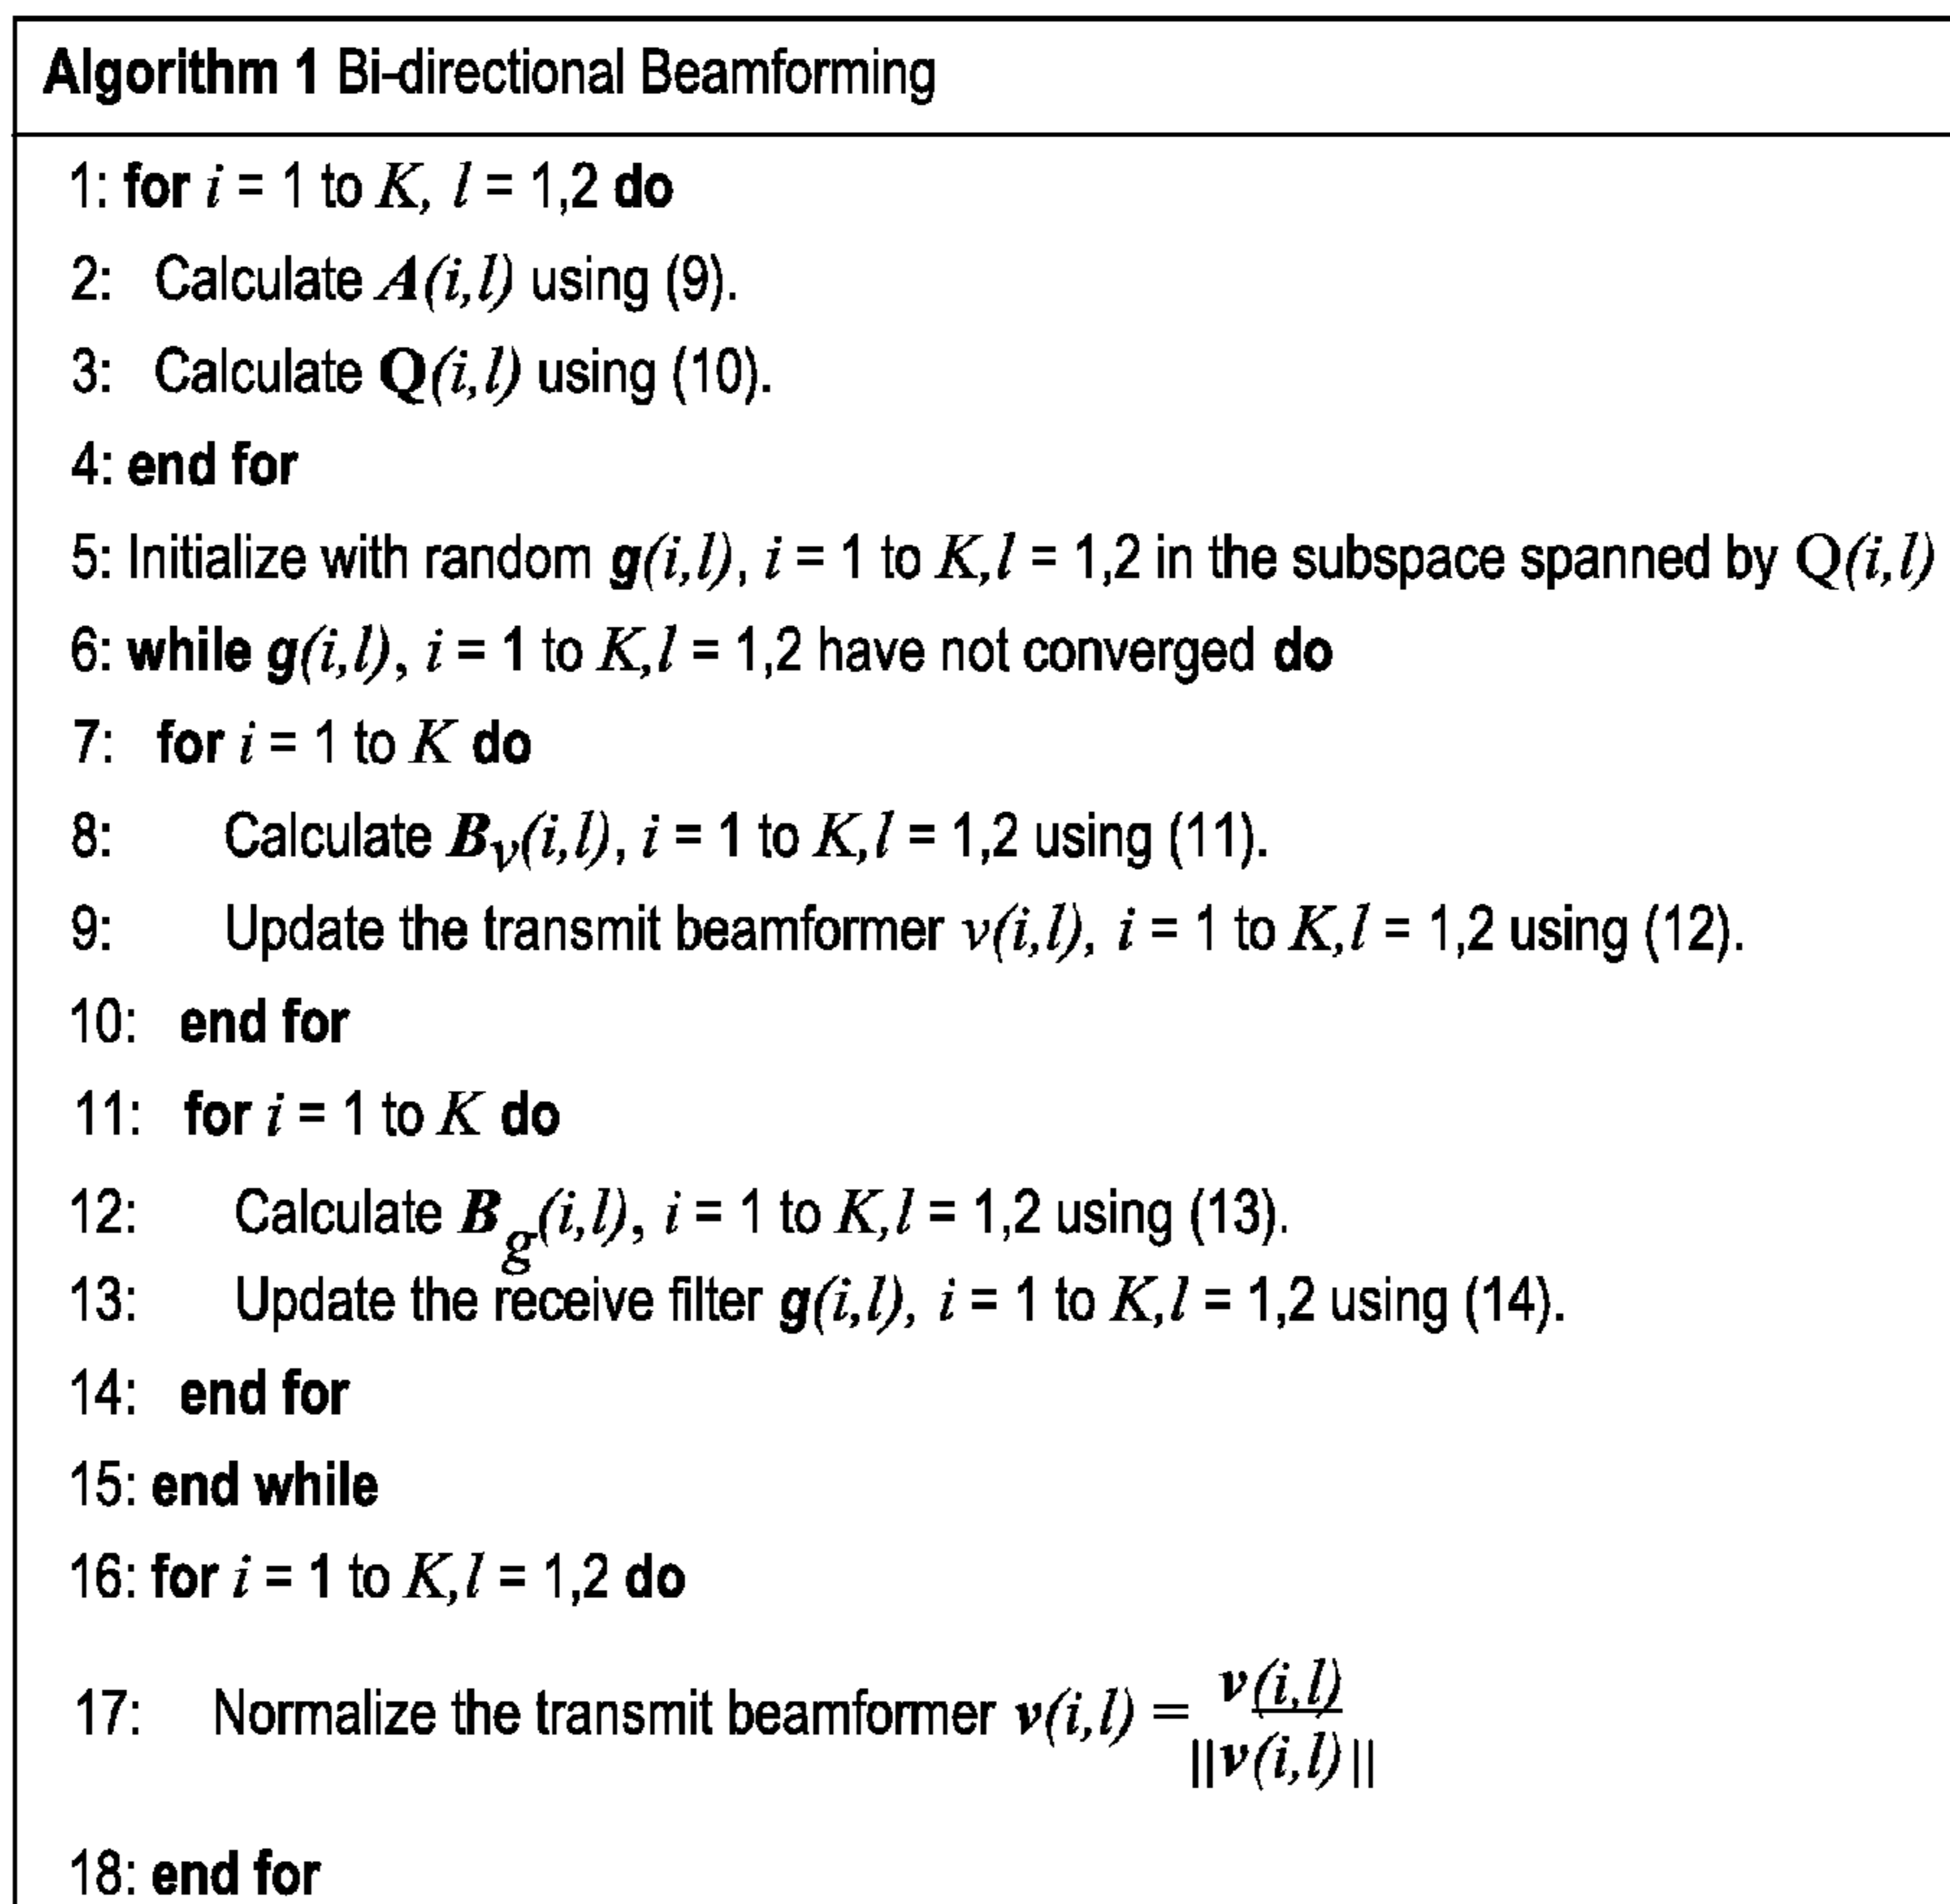 Algorithm 1 Bi-directional Beamforming
1: for i = 1 to K, l = 1,2 do
2: Calculate A(i,l) using (9).
3: Calculate Q(i,l) using (10).
4: end for
5: Initialize with random g(i,l), i = 1 to K,l = 1,2 in the subspace spanned by Q(i,l)
6: while g(i,l), i = 1 to K,l = 1,2 have not converged do
7: for i = 1 to K do
8: Calculate B_v(i,l), i = 1 to K,l = 1,2 using (11).
9: Update the transmit beamformer v(i,l), i = 1 to K,l = 1,2 using (12).
10: end for
11: for i = 1 to K do
12: Calculate B_g(i,l), i = 1 to K,l = 1,2 using (13).
13: Update the receive filter g(i,l), i = 1 to K,l = 1,2 using (14).
14: end for
15: end while
16: for i = 1 to K,l = 1,2 do
17: Normalize the transmit beamformer v(i,l) = v(i,l) / ||v(i,l)||
18: end for